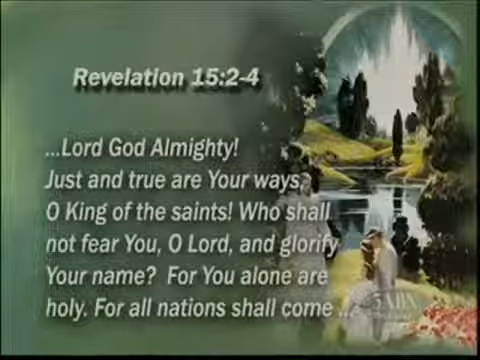 Revelation 15:2-4
...Lord God Almighty!
Just and true are Your ways,
O King of the saints! Who shall
not fear You, O Lord, and glorify
Your name? For You alone are
holy. For all nations shall come ...
3ABN